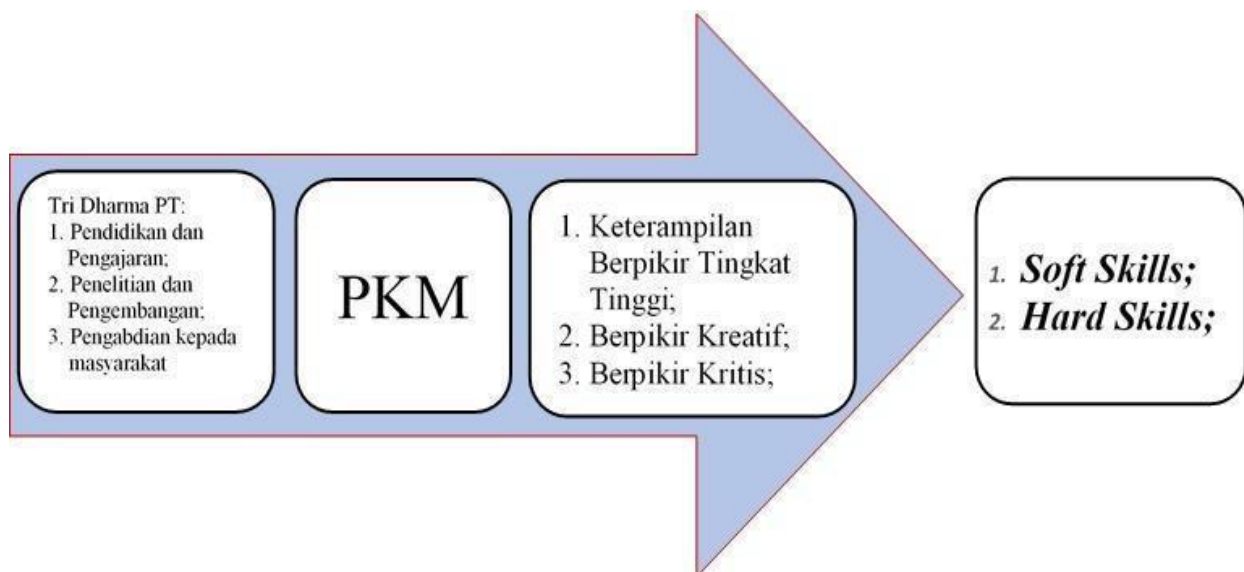 Tri Dharma PT:
1. Pendidikan dan
Pengajaran;
2. Penelitian dan
Pengembangan;
3. Pengabdian kepada
masyarakat
PKM
1. Keterampilan
Berpikir Tingkat
Tinggi;
2. Berpikir Kreatif;
3. Berpikir Kritis;
1. Soft Skills;
2. Hard Skills;